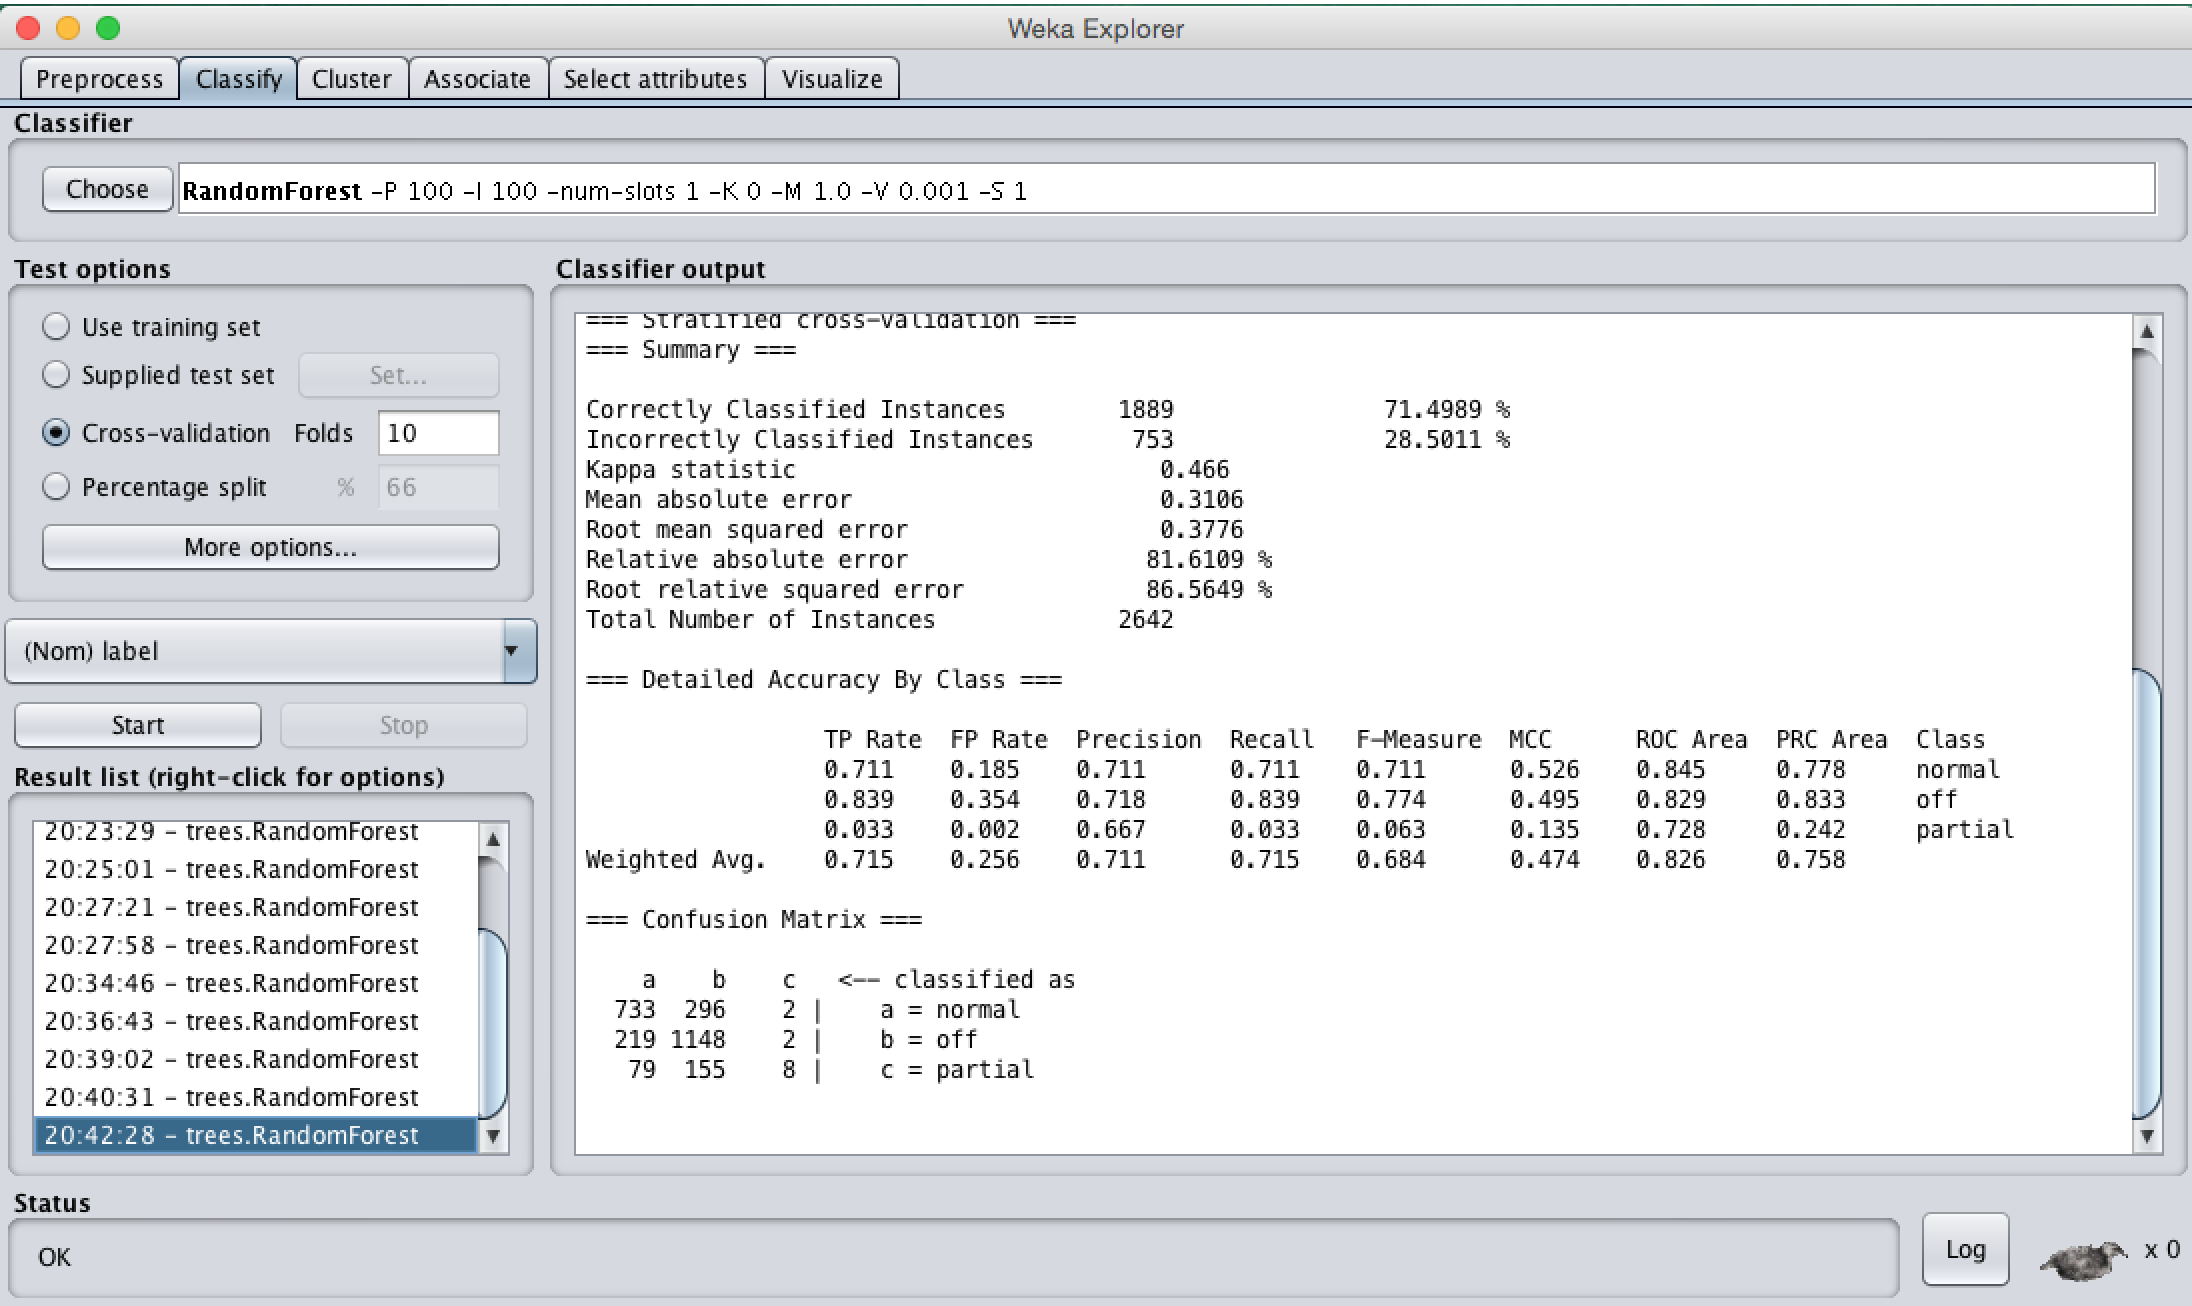 Weka Explorer
Preprocess Classify Cluster Associate Select attributes Visualize
Classifier
Choose RandomForest -P 100 -I 100 -num-slots 1 -K 0 -M 1.0 -V 0.001 -S 1
Test options
Use training set
Supplied test set Set...
Cross-validation Folds 10
Percentage split % 66
More options...
(Nom) label
Start Stop
Result list (right-click for options)
20:23:29 - trees.RandomForest
20:25:01 - trees.RandomForest
20:27:21 - trees.RandomForest
20:27:58 - trees.RandomForest
20:34:46 - trees.RandomForest
20:36:43 - trees.RandomForest
20:39:02 - trees.RandomForest
20:40:31 - trees.RandomForest
20:42:28 - trees.RandomForest
Classifier output
=== Stratified cross-validation ===
=== Summary ===
Correctly Classified Instances 1889 71.4989 %
Incorrectly Classified Instances 753 28.5011 %
Kappa statistic 0.466
Mean absolute error 0.3106
Root mean squared error 0.3776
Relative absolute error 81.6109 %
Root relative squared error 86.5649 %
Total Number of Instances 2642
=== Detailed Accuracy By Class ===
TP Rate FP Rate Precision Recall F-Measure MCC ROC Area PRC Area Class
0.711 0.185 0.711 0.711 0.711 0.526 0.845 0.778 normal
0.839 0.354 0.718 0.839 0.774 0.495 0.829 0.833 off
0.033 0.002 0.667 0.033 0.063 0.135 0.728 0.242 partial
Weighted Avg. 0.715 0.256 0.711 0.715 0.684 0.474 0.826 0.758
=== Confusion Matrix ===
a b c <-- classified as
733 296 2 | a = normal
219 1148 2 | b = off
79 155 8 | c = partial
Status
OK
Log x 0